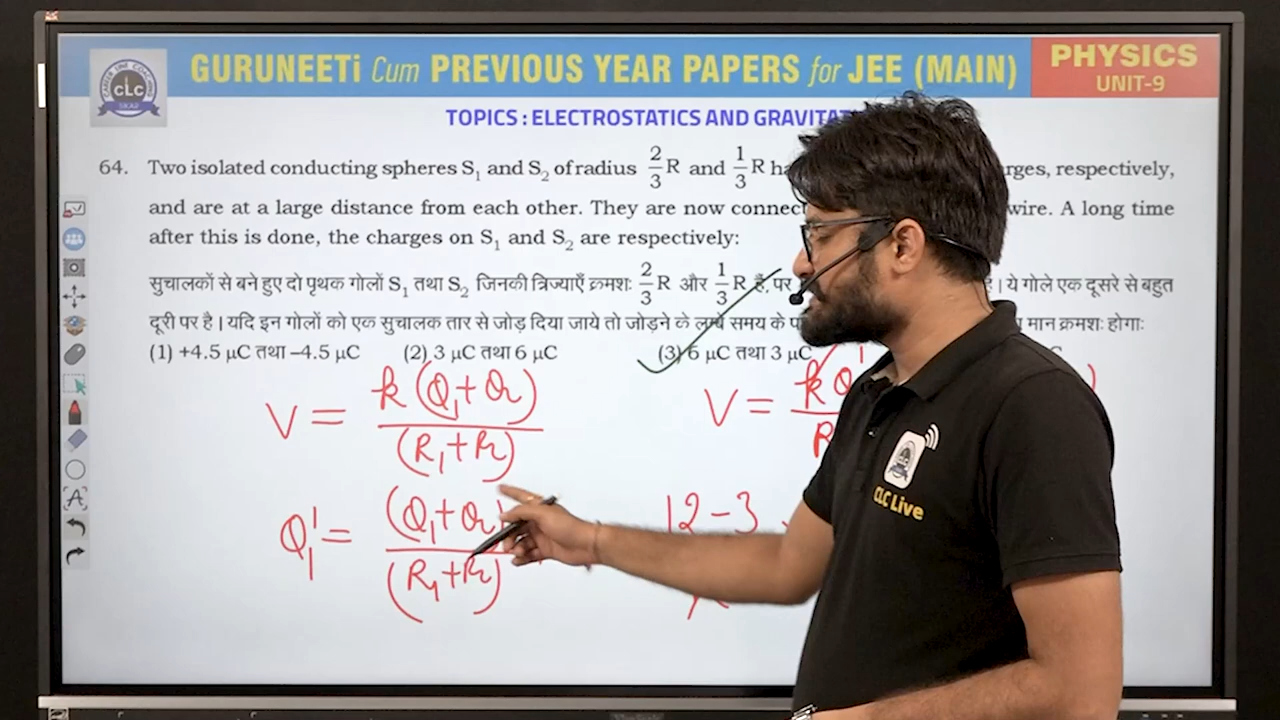 GURUNEETi Cum PREVIOUS YEAR PAPERS for JEE (MAIN)
PHYSICS
UNIT-9
CLC
TOPICS : ELECTROSTATICS AND
64. Two isolated conducting spheres S₁ and S₂ of radius 2/3 R and 1/3 R respectively,
and are at a large distance from each other. They are now wire. A long time
after this is done, the charges on S₁ and S₂ are respectively:
सुचालकों से बने हुए दो पृथक गोलों S₁ तथा S₂ जिनकी त्रिज्याएँ क्रमशः 2/3 R और 1/3 R हैं, पर । ये गोले एक दूसरे से बहुत
दूरी पर है । यदि इन गोलों को एक सुचालक तार से जोड़ दिया जाये तो जोड़ने के लम्बे समय के मान क्रमशः होगाः
(1) +4.5 μC तथा –4.5 μC (2) 3 μC तथा 6 μC (3) 6 μC तथा 3 μC
V = k(Q₁+Q₂)/(R₁+R₂) V =
Q₁' = (Q₁+Q₂)/(R₁+R₂) 12-3
CLC Live